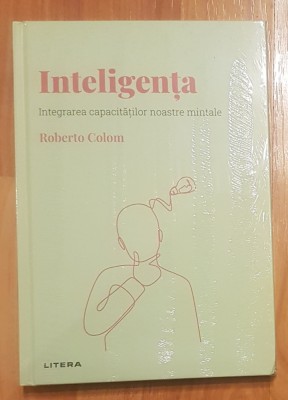 Inteligența
Integrarea capacităților noastre mintale
Roberto Colom
LITERA